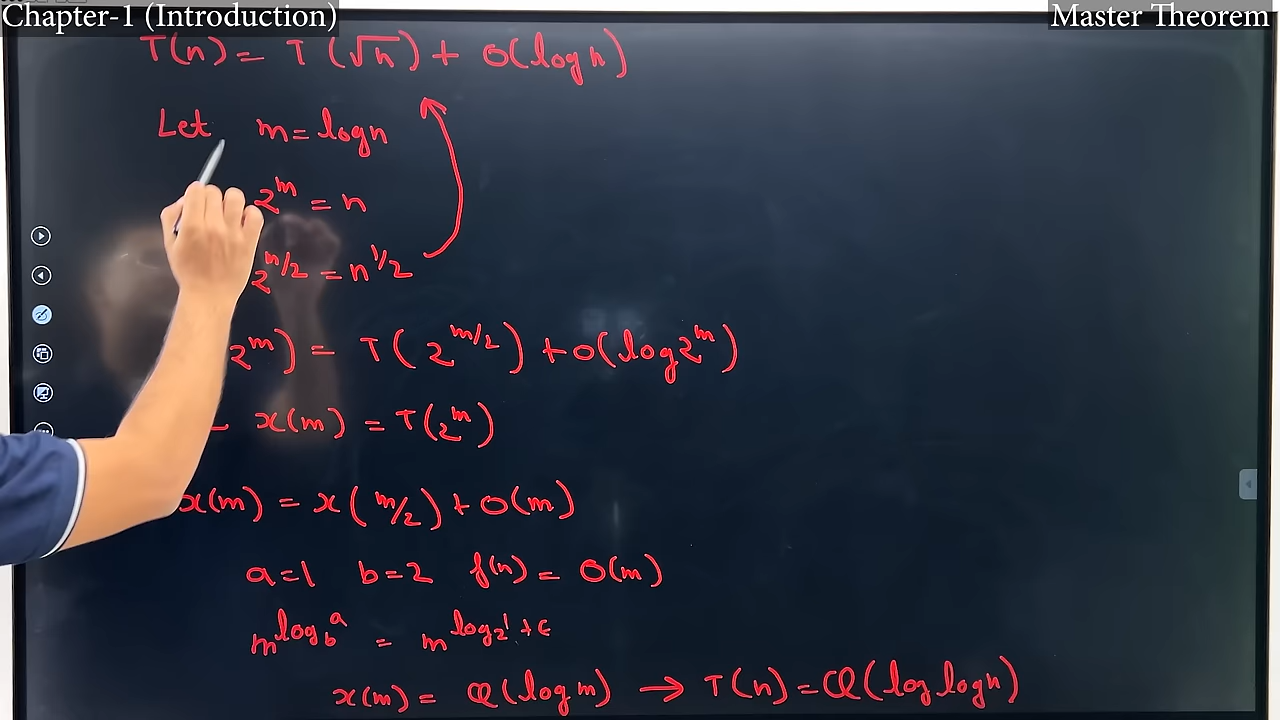 Chapter-1 (Introduction)
Master Theorem
T(n) = T(√n) + O(log n)
Let m = log n
2^m = n
2^{m/2} = n^{1/2}
2^m) = T(2^{m/2}) + O(log 2^m)
x(m) = T(2^m)
x(m) = x(m/2) + O(m)
a=1 b=2 f(n) = O(m)
m^{log_b a} = m^{log_2 1 + ε}
x(m) = (log m) → T(n) = (log log n)